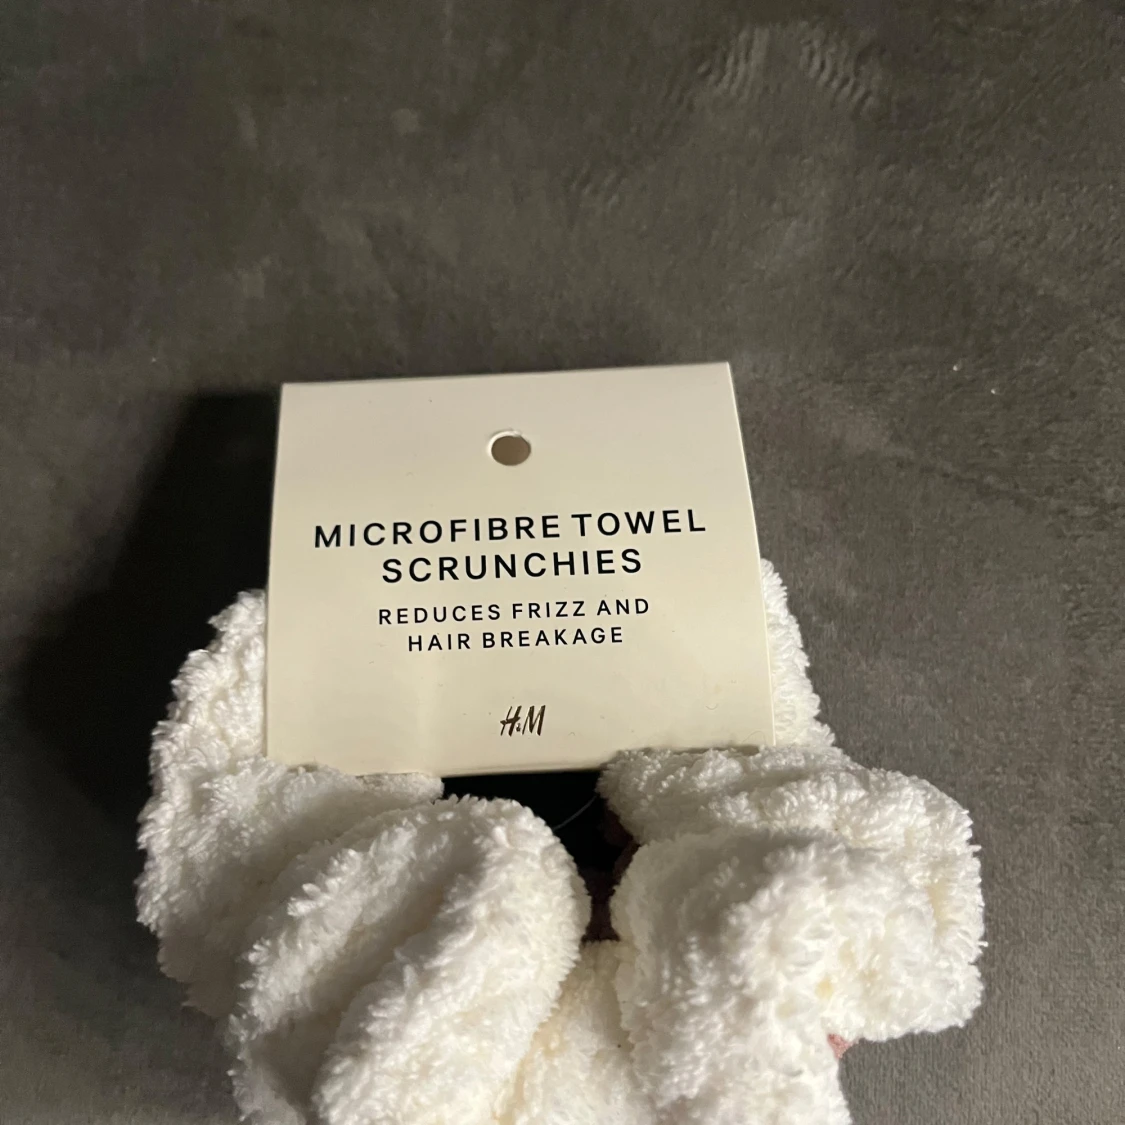 MICROFIBRE TOWEL
SCRUNCHIES
REDUCES FRIZZ AND
HAIR BREAKAGE
H&M